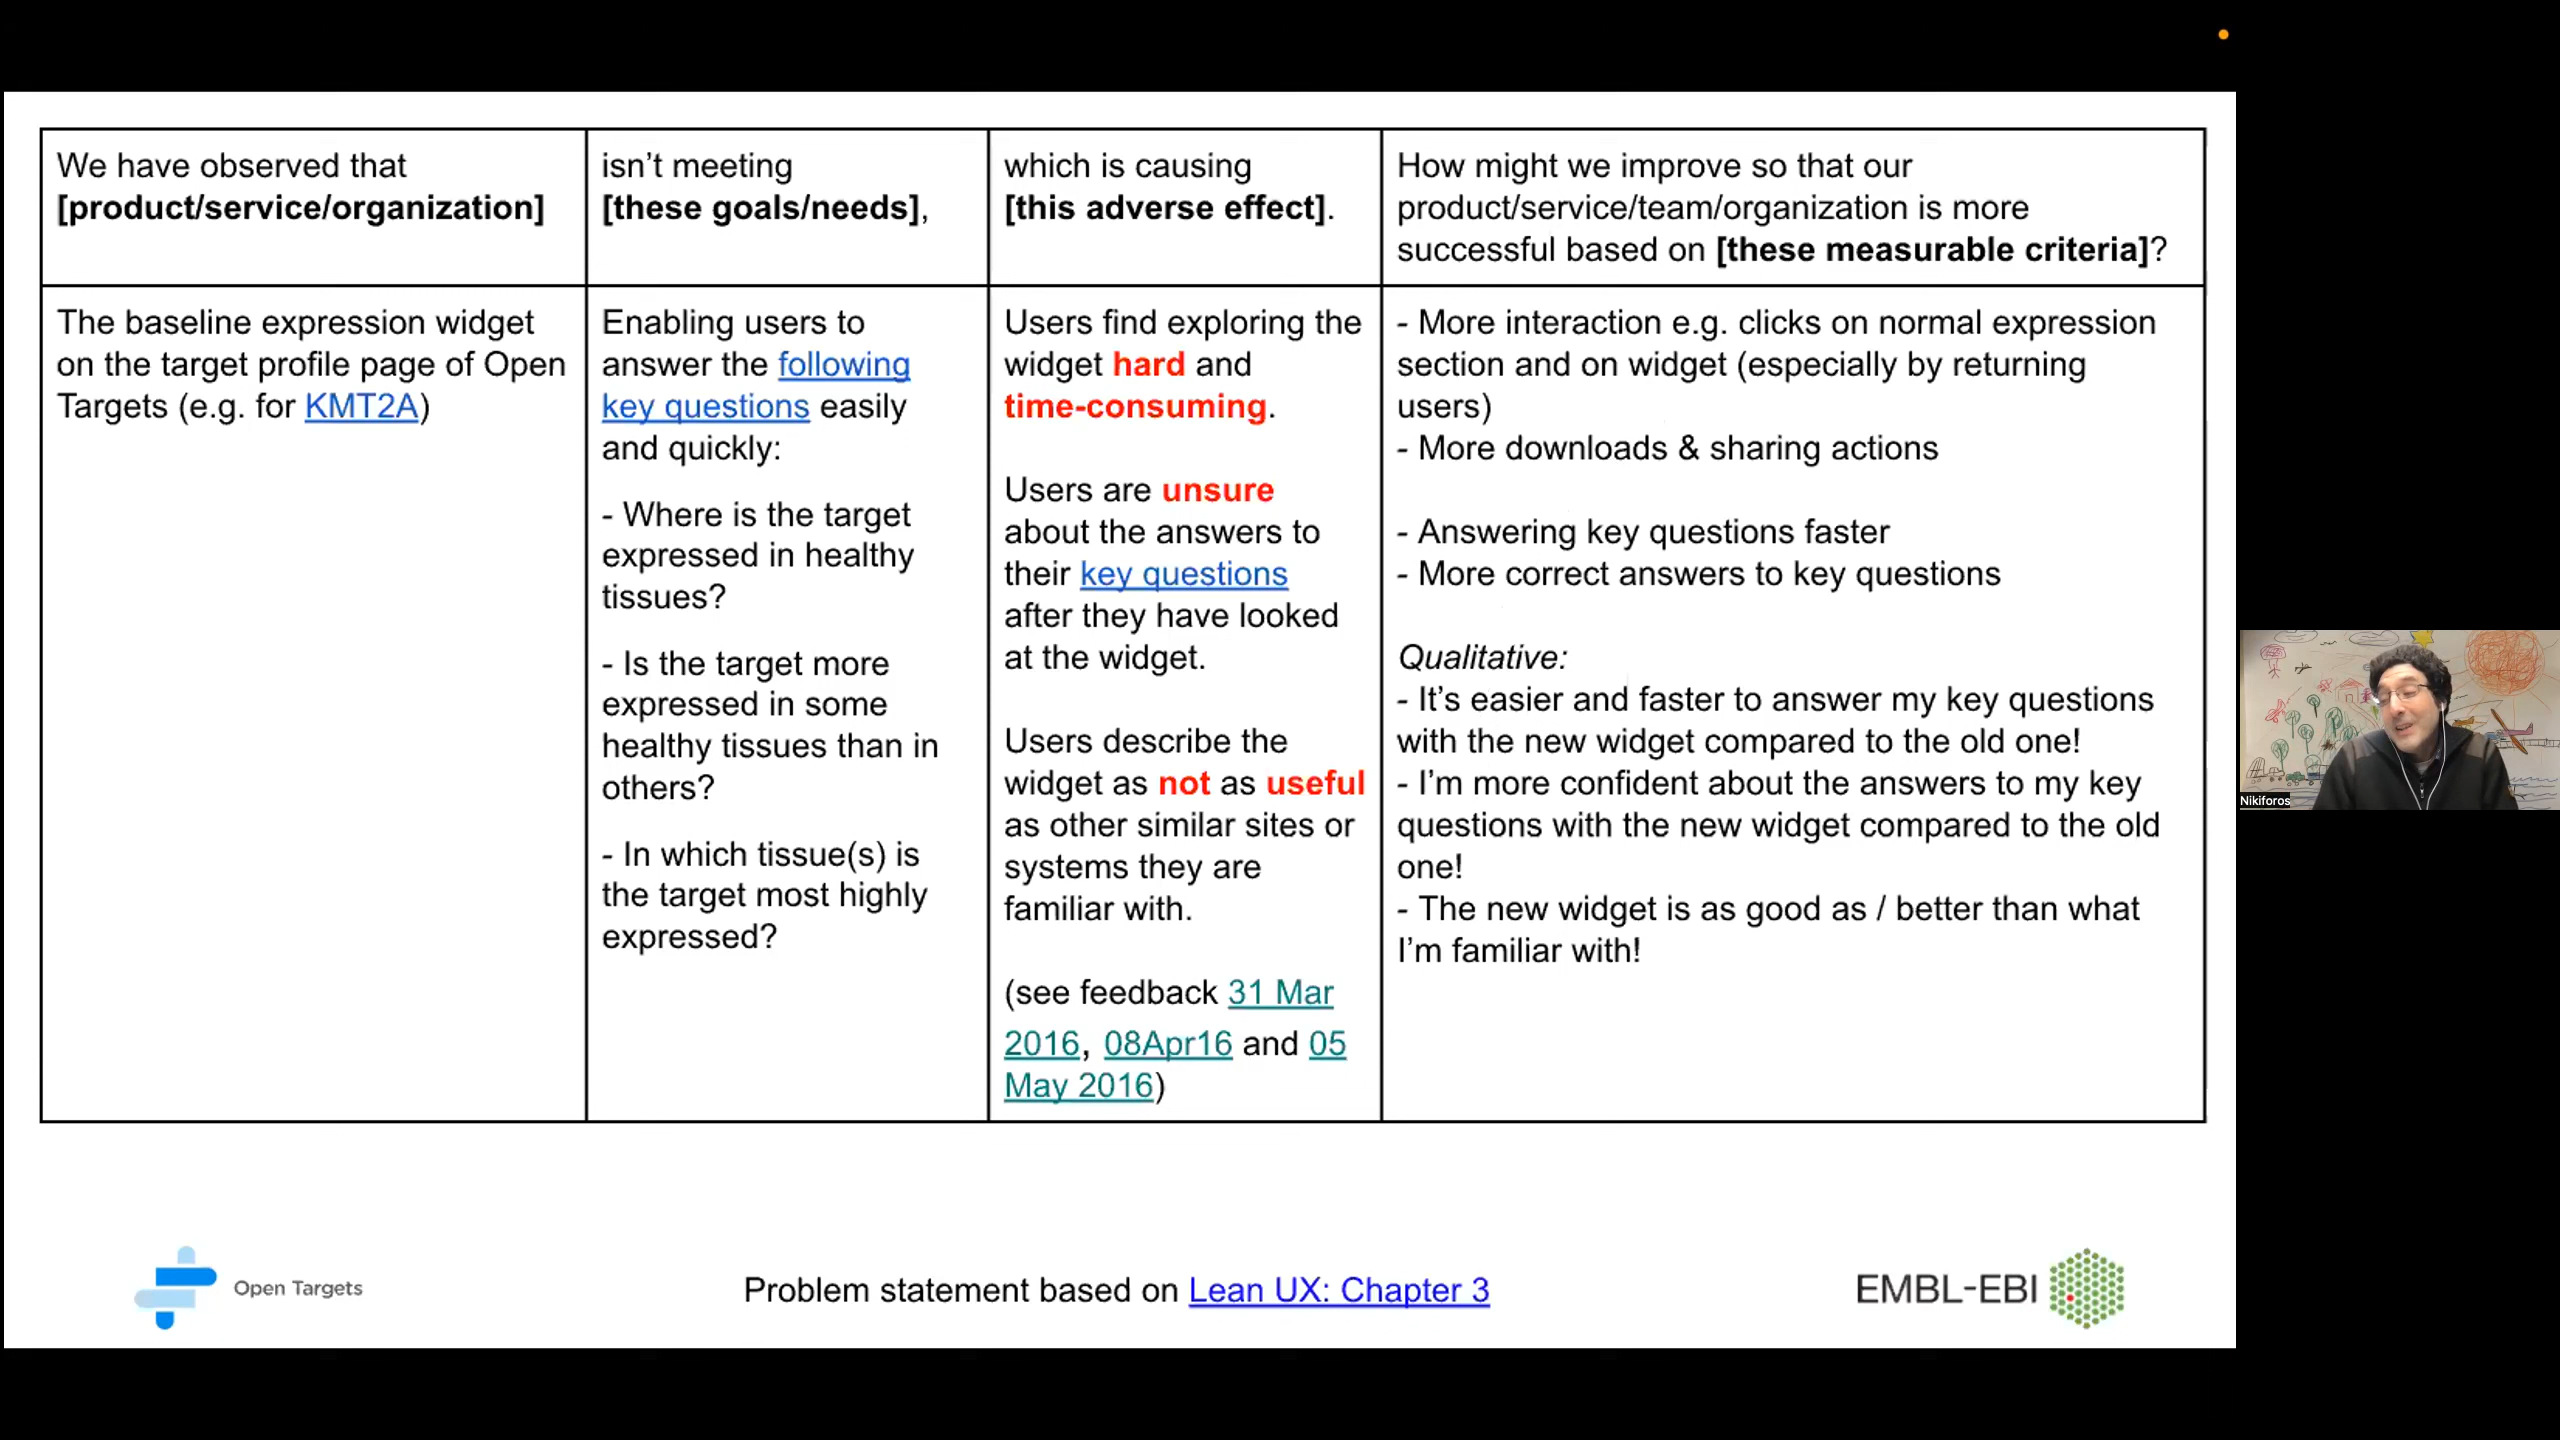 We have observed that
[product/service/organization]
isn’t meeting
[these goals/needs],
which is causing
[this adverse effect].
How might we improve so that our
product/service/team/organization is more
successful based on [these measurable criteria]?
The baseline expression widget
on the target profile page of Open
Targets (e.g. for KMT2A)
Enabling users to
answer the following
key questions easily
and quickly:
- Where is the target
expressed in healthy
tissues?
- Is the target more
expressed in some
healthy tissues than in
others?
- In which tissue(s) is
the target most highly
expressed?
Users find exploring the
widget hard and
time-consuming.
Users are unsure
about the answers to
their key questions
after they have looked
at the widget.
Users describe the
widget as not as useful
as other similar sites or
systems they are
familiar with.
(see feedback 31 Mar
2016, 08Apr16 and 05
May 2016)
- More interaction e.g. clicks on normal expression
section and on widget (especially by returning
users)
- More downloads & sharing actions
- Answering key questions faster
- More correct answers to key questions
Qualitative:
- It’s easier and faster to answer my key questions
with the new widget compared to the old one!
- I’m more confident about the answers to my key
questions with the new widget compared to the old
one!
- The new widget is as good as / better than what
I’m familiar with!
Nikiforos
Open Targets
Problem statement based on Lean UX: Chapter 3
EMBL-EBI